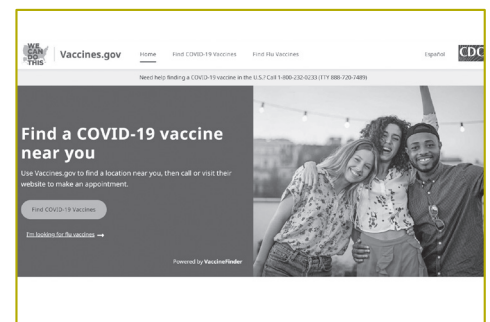 WE
CAN
DO
THIS
Vaccines.gov
Home
Find COVID-19 Vaccines
Find Flu Vaccines
Español
CDC
Need help finding a COVID-19 vaccine in the U.S.? Call 1-800-232-0233 (TTY 888-720-7489)
Find a COVID-19 vaccine
near you
Use Vaccines.gov to find a location near you, then call or visit their
website to make an appointment.
Find COVID-19 Vaccines
I'm looking for flu vaccines →
Powered by VaccineFinder